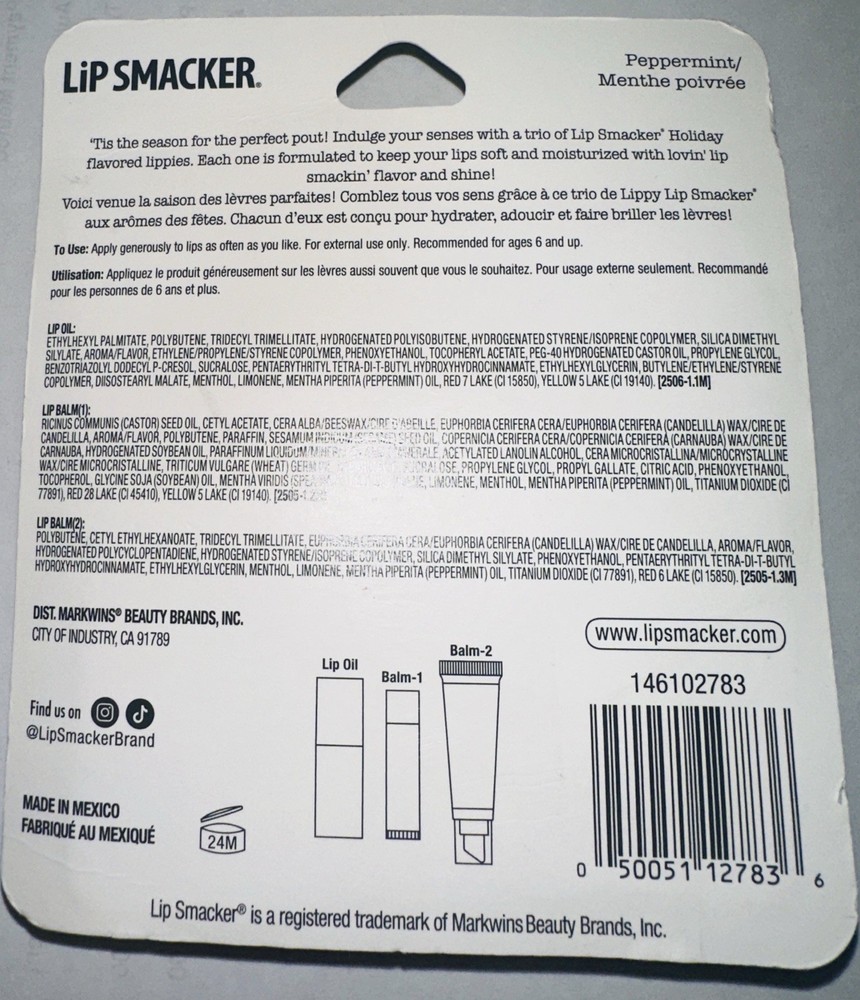 LiP SMACKER®
Peppermint/
Menthe poivrée
'Tis the season for the perfect pout! Indulge your senses with a trio of Lip Smacker® Holiday
flavored lippies. Each one is formulated to keep your lips soft and moisturized with lovin' lip
smackin' flavor and shine!
Voici venue la saison des lèvres parfaites! Comblez tous vos sens grâce à ce trio de Lippy Lip Smacker®
aux arômes des fêtes. Chacun d'eux est conçu pour hydrater, adoucir et faire briller les lèvres!
To Use: Apply generously to lips as often as you like. For external use only. Recommended for ages 6 and up.
Utilisation: Appliquez le produit généreusement sur les lèvres aussi souvent que vous le souhaitez. Pour usage externe seulement. Recommandé
pour les personnes de 6 ans et plus.
LIP OIL:
ETHYLHEXYL PALMITATE, POLYBUTENE, TRIDECYL TRIMELLITATE, HYDROGENATED POLYISOBUTENE, HYDROGENATED STYRENE/ISOPRENE COPOLYMER, SILICA DIMETHYL
SILYLATE, AROMA/FLAVOR, ETHYLENE/PROPYLENE/STYRENE COPOLYMER, PHENOXYETHANOL, TOCOPHERYL ACETATE, PEG-40 HYDROGENATED CASTOR OIL, PROPYLENE GLYCOL,
BENZOTRIAZOLYL DODECYL P-CRESOL, SUCRALOSE, PENTAERYTHRITYL TETRA-DI-T-BUTYL HYDROXYHYDROCINNAMATE, ETHYLHEXYLGLYCERIN, BUTYLENE/ETHYLENE/STYRENE
COPOLYMER, DIISOSTEARYL MALATE, MENTHOL, LIMONENE, MENTHA PIPERITA (PEPPERMINT) OIL, RED 7 LAKE (CI 15850), YELLOW 5 LAKE (CI 19140). [2506-1.1M]
LIP BALM(1):
RICINUS COMMUNIS (CASTOR) SEED OIL, CETYL ACETATE, CERA ALBA/BEESWAX/CIRE D'ABEILLE, EUPHORBIA CERIFERA CERA/EUPHORBIA CERIFERA (CANDELILLA) WAX/CIRE DE
CANDELILLA, AROMA/FLAVOR, POLYBUTENE, PARAFFIN, SESAMUM INDICUM (SESAME) SEED OIL, COPERNICIA CERIFERA CERA/COPERNICIA CERIFERA (CARNAUBA) WAX/CIRE DE
CARNAUBA, HYDROGENATED SOYBEAN OIL, PARAFFINUM LIQUIDUM/ ACETYLATED LANOLIN ALCOHOL, CERA MICROCRISTALLINA/MICROCRYSTALLINE
WAX/CIRE MICROCRISTALLINE, TRITICUM VULGARE (WHEAT) PROPYLENE GLYCOL, PROPYL GALLATE, CITRIC ACID, PHENOXYETHANOL,
TOCOPHEROL, GLYCINE SOJA (SOYBEAN) OIL, MENTHA VIRIDIS LIMONENE, MENTHOL, MENTHA PIPERITA (PEPPERMINT) OIL, TITANIUM DIOXIDE (CI
77891), RED 28 LAKE (CI 45410), YELLOW 5 LAKE (CI 19140).
LIP BALM(2):
POLYBUTENE, CETYL ETHYLHEXANOATE, TRIDECYL TRIMELLITATE, EUPHORBIA CERIFERA CERA/EUPHORBIA CERIFERA (CANDELILLA) WAX/CIRE DE CANDELILLA, AROMA/FLAVOR,
HYDROGENATED POLYCYCLOPENTADIENE, HYDROGENATED STYRENE/ISOPRENE COPOLYMER, SILICA DIMETHYL SILYLATE, PHENOXYETHANOL, PENTAERYTHRITYL TETRA-DI-T-BUTYL
HYDROXYHYDROCINNAMATE, ETHYLHEXYLGLYCERIN, MENTHOL, LIMONENE, MENTHA PIPERITA (PEPPERMINT) OIL, TITANIUM DIOXIDE (CI 77891), RED 6 LAKE (CI 15850). [2505-1.3M]
DIST. MARKWINS® BEAUTY BRANDS, INC.
CITY OF INDUSTRY, CA 91789
www.lipsmacker.com
Lip Oil
Balm-1
Balm-2
146102783
Find us on
@LipSmackerBrand
MADE IN MEXICO
FABRIQUÉ AU MEXIQUÉ
24M
0 50051 12783 6
Lip Smacker® is a registered trademark of Markwins Beauty Brands, Inc.